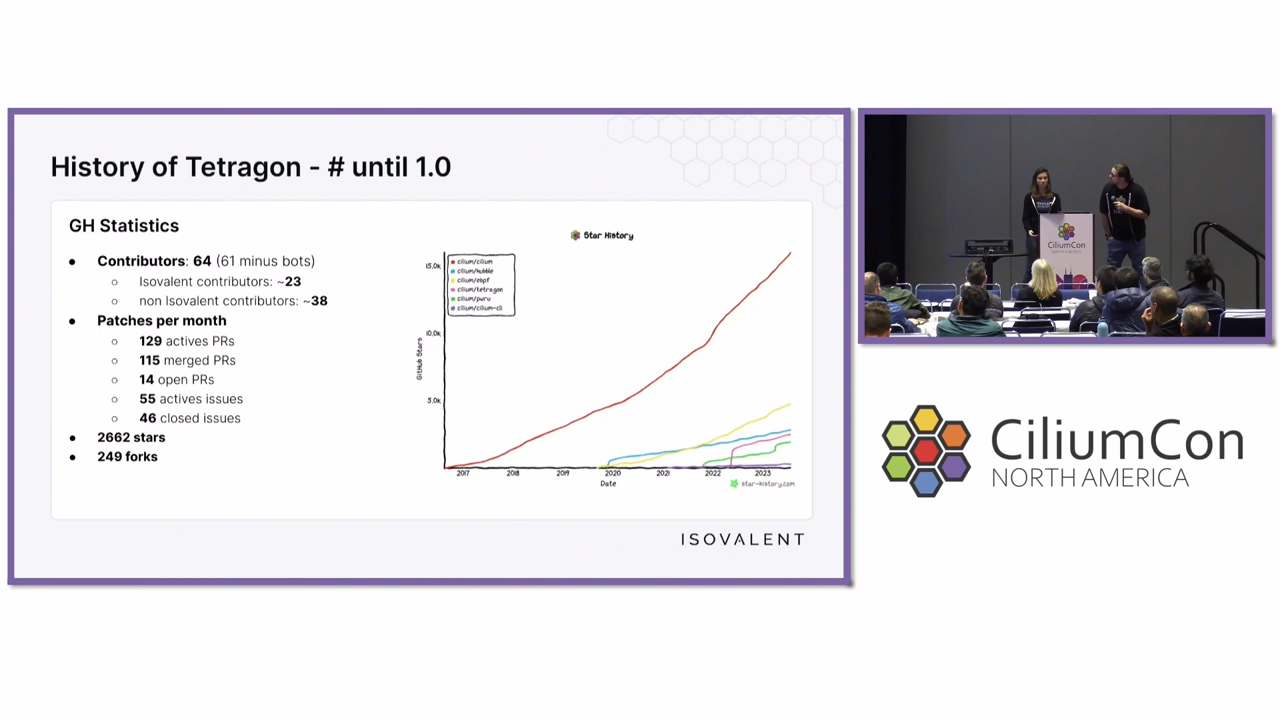 History of Tetragon - # until 1.0
GH Statistics
● Contributors: 64 (61 minus bots)
○ Isovalent contributors: ~23
○ non Isovalent contributors: ~38
● Patches per month
○ 129 actives PRs
○ 115 merged PRs
○ 14 open PRs
○ 55 actives issues
○ 46 closed issues
● 2662 stars
● 249 forks
Star History
cilium/cilium
cilium/hubble
cilium/ebpf
cilium/tetragon
cilium/pwru
cilium/cilium-cli
GitHub Stars
15.0k
10.0k
5.0k
2017 2018 2019 2020 2021 2022 2023
Date
star-history.com
ISOVALENT
CiliumCon
CiliumCon
NORTH AMERICA